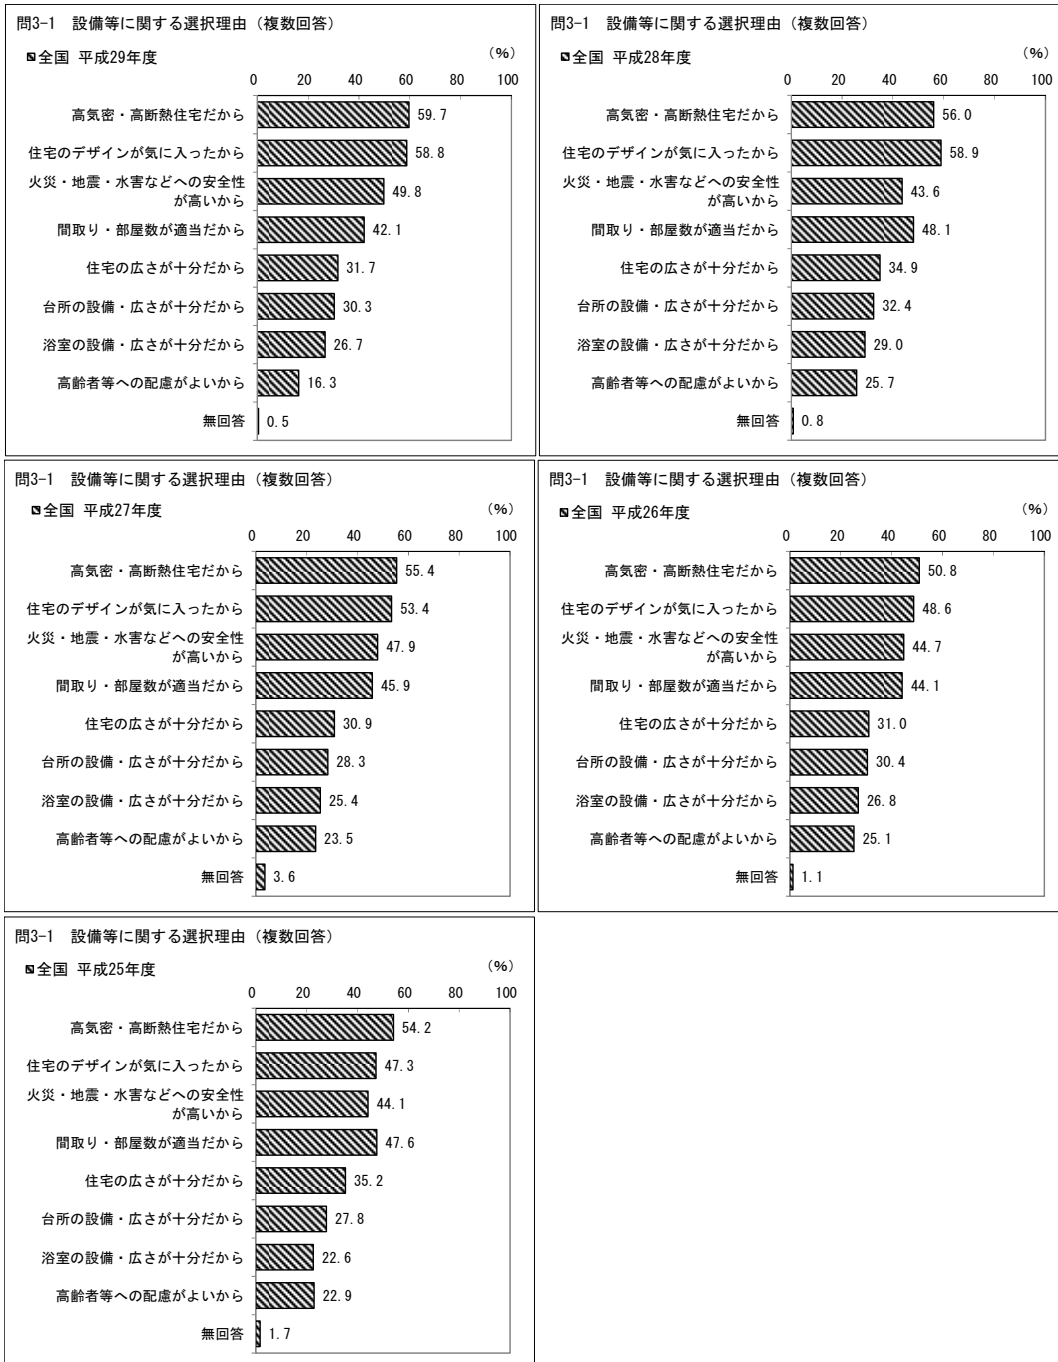 問3-1　設備等に関する選択理由（複数回答）
全国 平成29年度
(%)
0 20 40 60 80 100
高気密・高断熱住宅だから 59.7
住宅のデザインが気に入ったから 58.8
火災・地震・水害などへの安全性
が高いから 49.8
間取り・部屋数が適当だから 42.1
住宅の広さが十分だから 31.7
台所の設備・広さが十分だから 30.3
浴室の設備・広さが十分だから 26.7
高齢者等への配慮がよいから 16.3
無回答 0.5
問3-1　設備等に関する選択理由（複数回答）
全国 平成28年度
(%)
0 20 40 60 80 100
高気密・高断熱住宅だから 56.0
住宅のデザインが気に入ったから 58.9
火災・地震・水害などへの安全性
が高いから 43.6
間取り・部屋数が適当だから 48.1
住宅の広さが十分だから 34.9
台所の設備・広さが十分だから 32.4
浴室の設備・広さが十分だから 29.0
高齢者等への配慮がよいから 25.7
無回答 0.8
問3-1　設備等に関する選択理由（複数回答）
全国 平成27年度
(%)
0 20 40 60 80 100
高気密・高断熱住宅だから 55.4
住宅のデザインが気に入ったから 53.4
火災・地震・水害などへの安全性
が高いから 47.9
間取り・部屋数が適当だから 45.9
住宅の広さが十分だから 30.9
台所の設備・広さが十分だから 28.3
浴室の設備・広さが十分だから 25.4
高齢者等への配慮がよいから 23.5
無回答 3.6
問3-1　設備等に関する選択理由（複数回答）
全国 平成26年度
(%)
0 20 40 60 80 100
高気密・高断熱住宅だから 50.8
住宅のデザインが気に入ったから 48.6
火災・地震・水害などへの安全性
が高いから 44.7
間取り・部屋数が適当だから 44.1
住宅の広さが十分だから 31.0
台所の設備・広さが十分だから 30.4
浴室の設備・広さが十分だから 26.8
高齢者等への配慮がよいから 25.1
無回答 1.1
問3-1　設備等に関する選択理由（複数回答）
全国 平成25年度
(%)
0 20 40 60 80 100
高気密・高断熱住宅だから 54.2
住宅のデザインが気に入ったから 47.3
火災・地震・水害などへの安全性
が高いから 44.1
間取り・部屋数が適当だから 47.6
住宅の広さが十分だから 35.2
台所の設備・広さが十分だから 27.8
浴室の設備・広さが十分だから 22.6
高齢者等への配慮がよいから 22.9
無回答 1.7